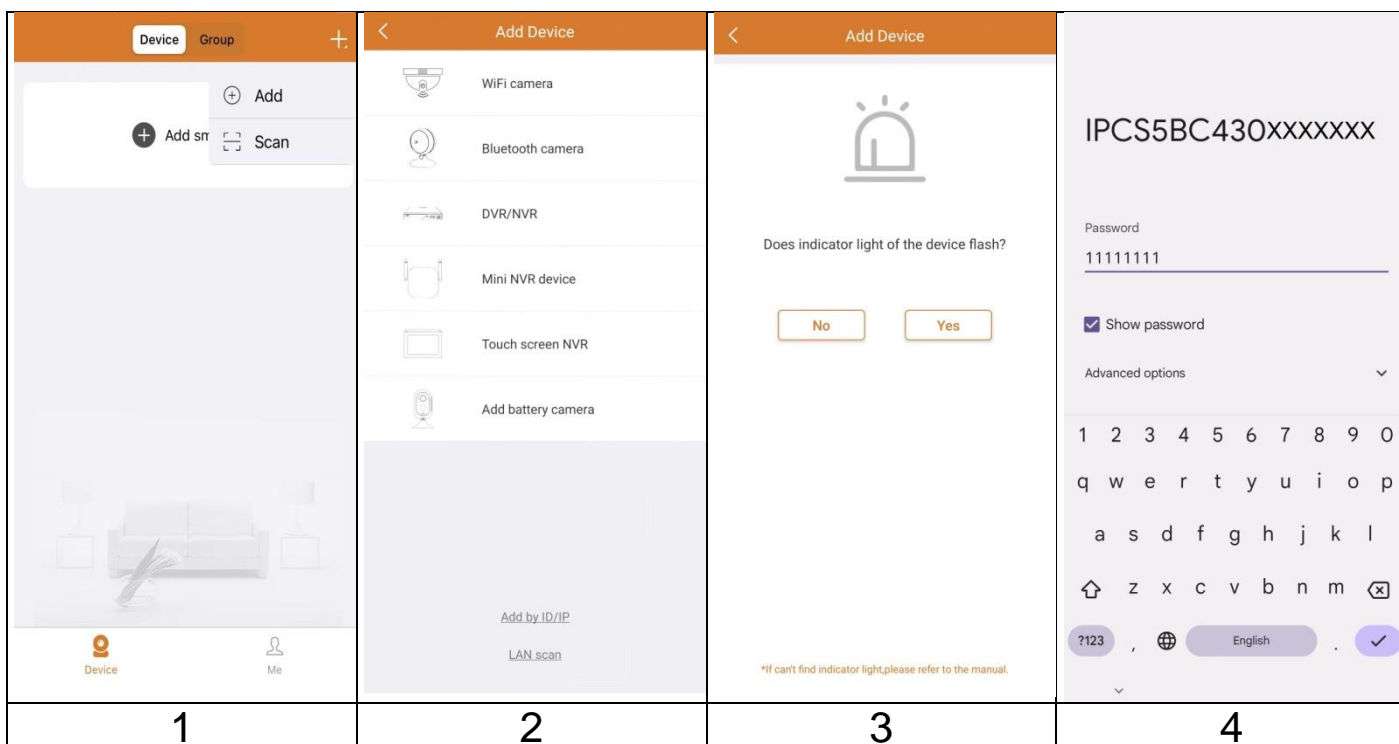 Device Group
Add
Add sm
Scan
Device Me
1
Add Device
WiFi camera
Bluetooth camera
DVR/NVR
Mini NVR device
Touch screen NVR
Add battery camera
Add by ID/IP
LAN scan
2
Add Device
Does indicator light of the device flash?
No Yes
*If can't find indicator light,please refer to the manual.
3
IPCS5BC430XXXXXXX
Password
11111111
Show password
Advanced options
1 2 3 4 5 6 7 8 9 0
q w e r t y u i o p
a s d f g h j k l
z x c v b n m
?123 , English .
4